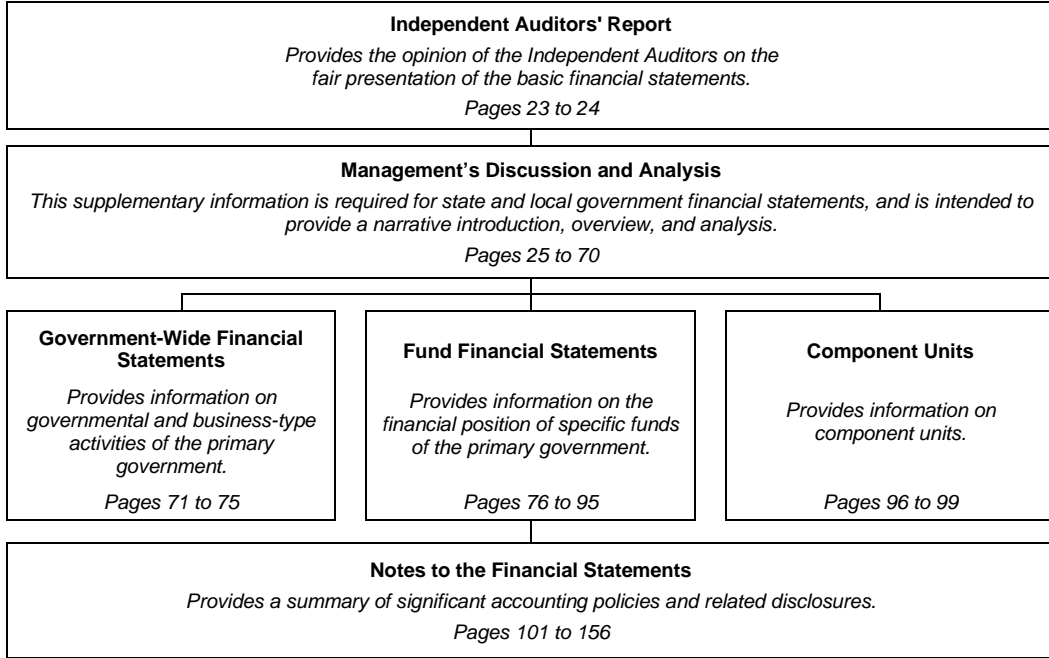 Independent Auditors' Report
Provides the opinion of the Independent Auditors on the
fair presentation of the basic financial statements.
Pages 23 to 24
Management’s Discussion and Analysis
This supplementary information is required for state and local government financial statements, and is intended to
provide a narrative introduction, overview, and analysis.
Pages 25 to 70
Government-Wide Financial
Statements
Provides information on
governmental and business-type
activities of the primary
government.
Pages 71 to 75
Fund Financial Statements
Provides information on the
financial position of specific funds
of the primary government.
Pages 76 to 95
Component Units
Provides information on
component units.
Pages 96 to 99
Notes to the Financial Statements
Provides a summary of significant accounting policies and related disclosures.
Pages 101 to 156